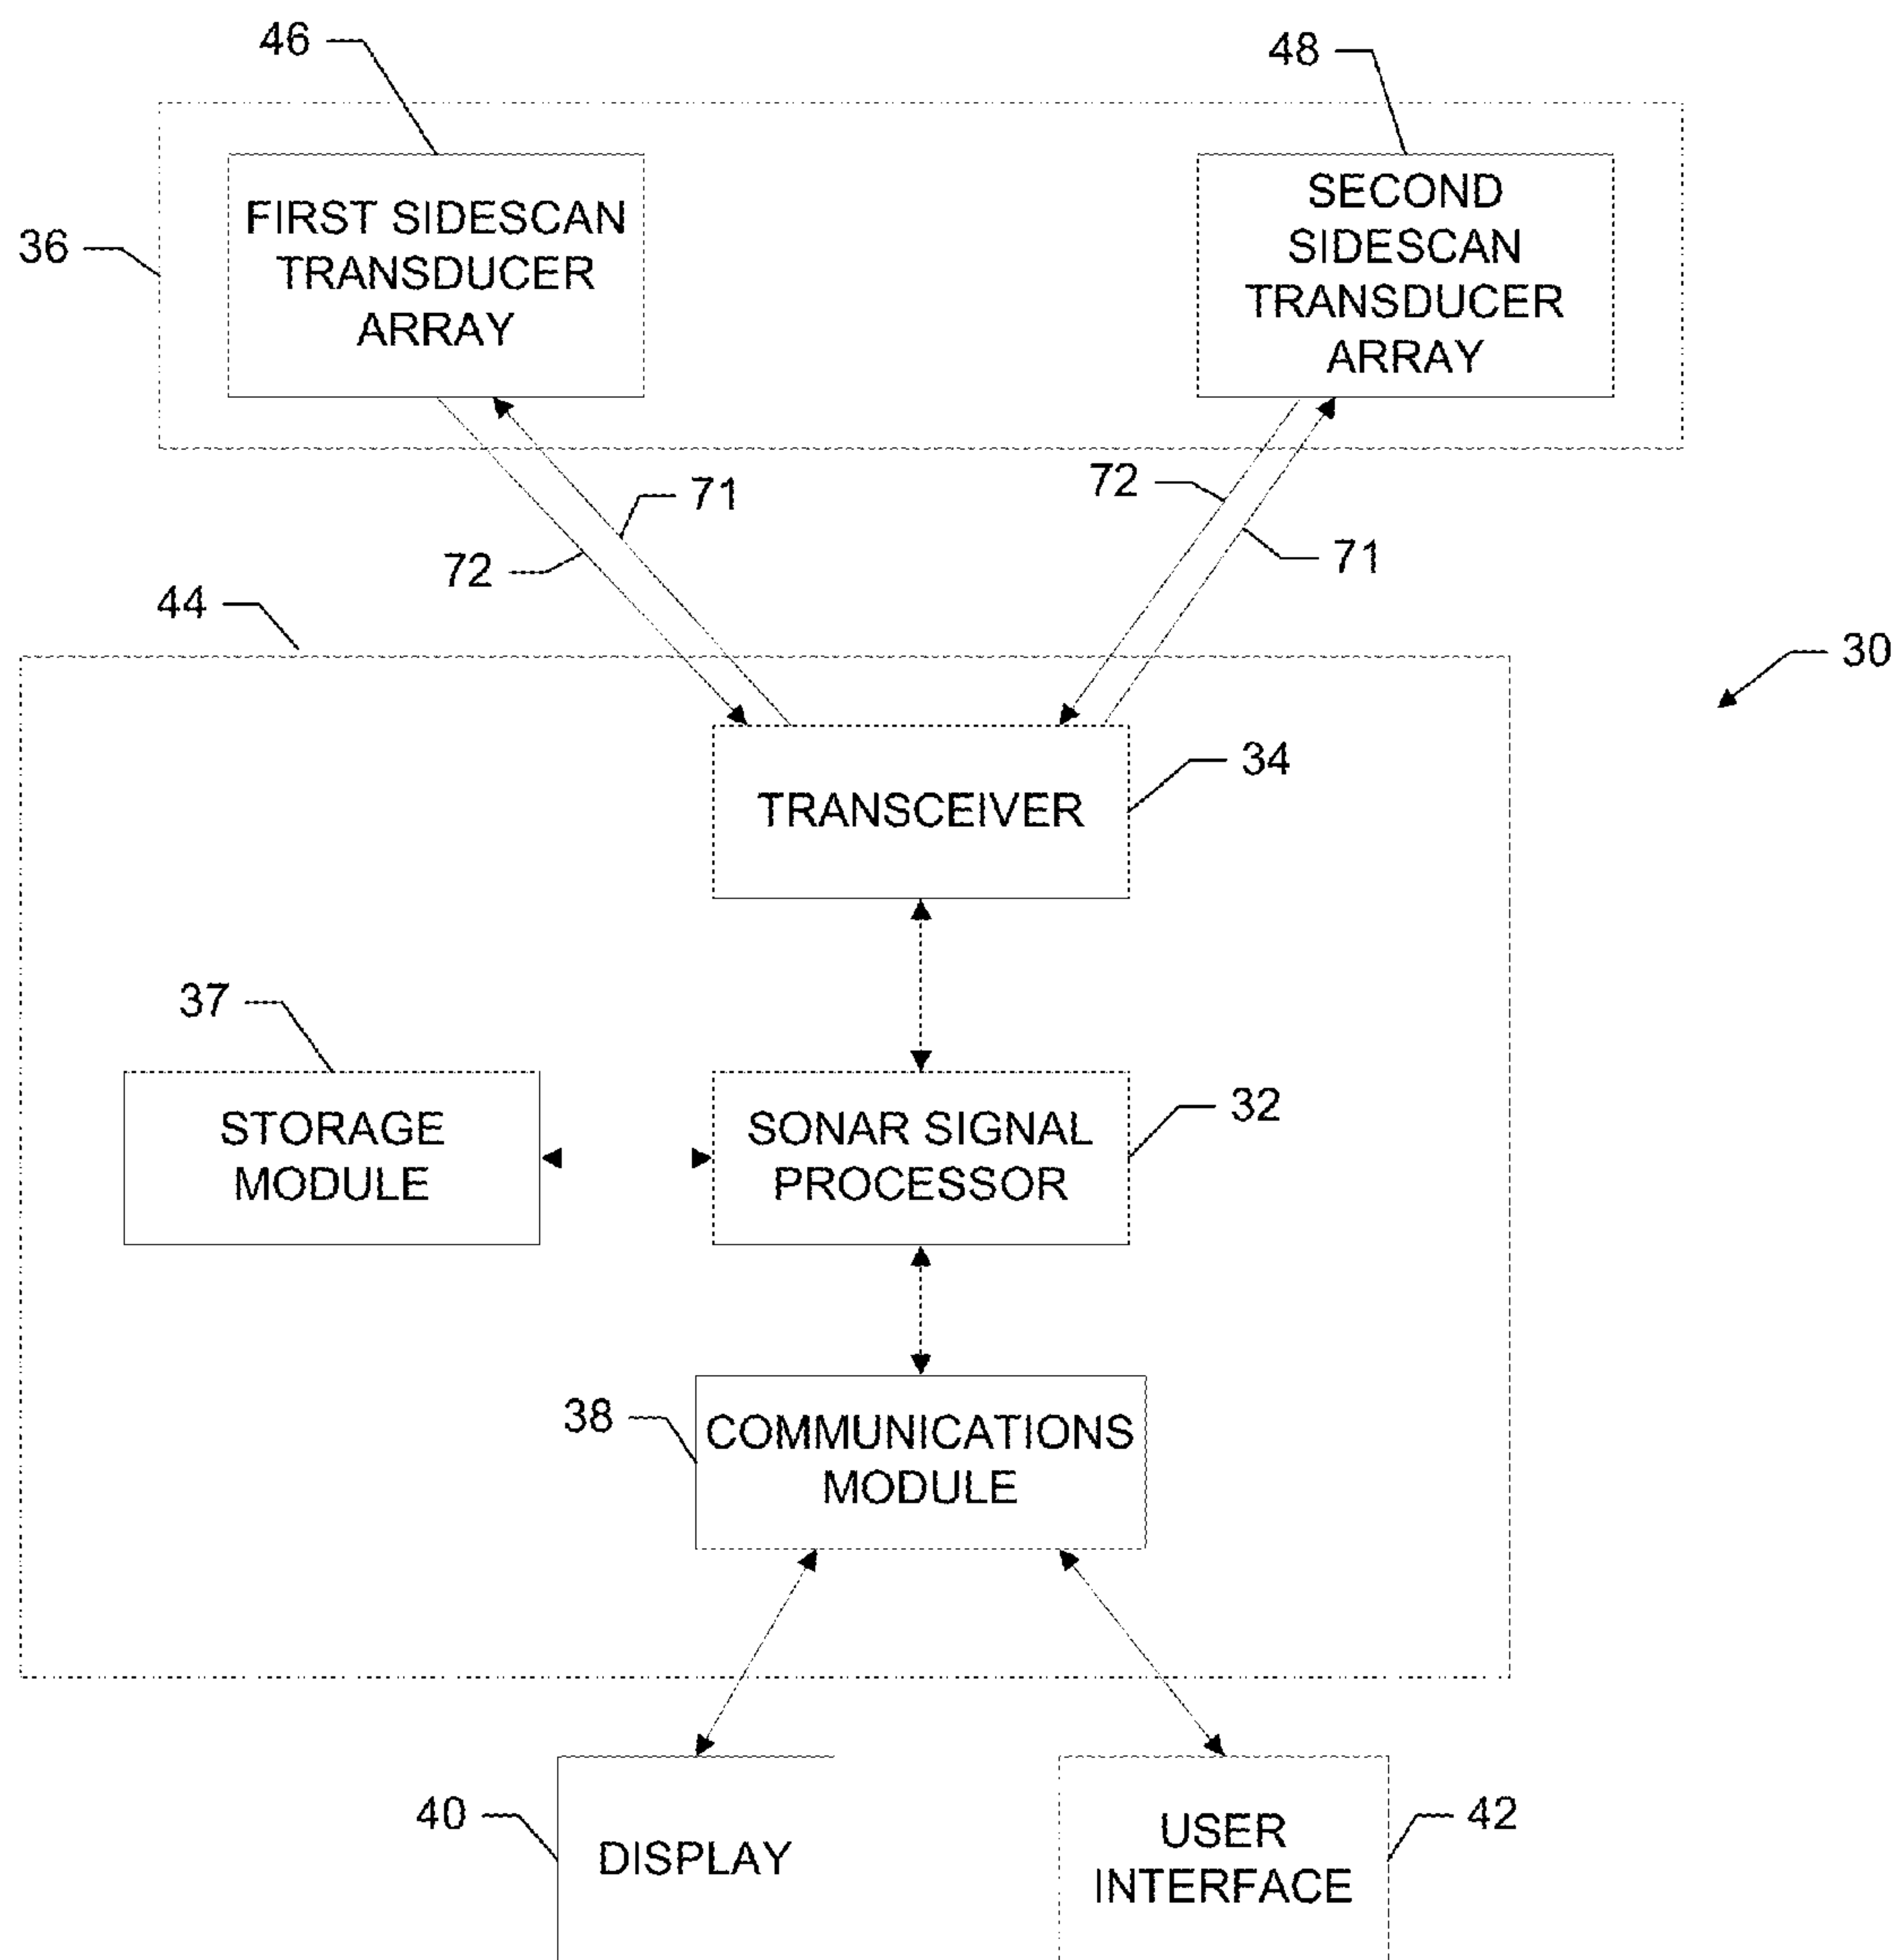 46
48
FIRST SIDESCAN
TRANSDUCER
ARRAY
SECOND
SIDESCAN
TRANSDUCER
ARRAY
36
71
72
72
71
44
30
34
TRANSCEIVER
37
STORAGE
MODULE
SONAR SIGNAL
PROCESSOR
32
38
COMMUNICATIONS
MODULE
40
DISPLAY
USER
INTERFACE
42